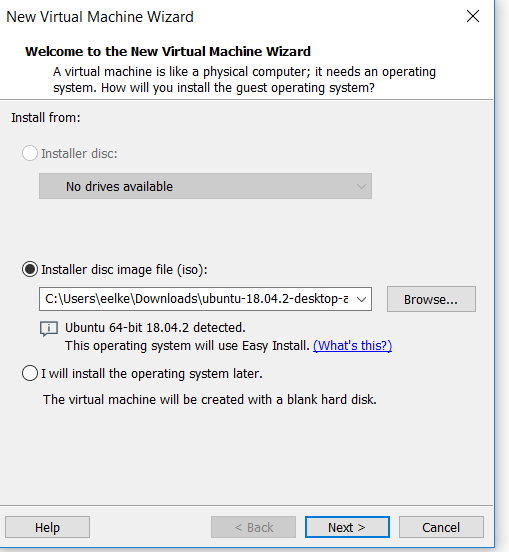 New Virtual Machine Wizard
Welcome to the New Virtual Machine Wizard
A virtual machine is like a physical computer; it needs an operating
system. How will you install the guest operating system?
Install from:
Installer disc:
No drives available
Installer disc image file (iso):
C:\Users\eelke\Downloads\ubuntu-18.04.2-desktop-a
Browse...
Ubuntu 64-bit 18.04.2 detected.
This operating system will use Easy Install. (What's this?)
I will install the operating system later.
The virtual machine will be created with a blank hard disk.
Help
< Back
Next >
Cancel